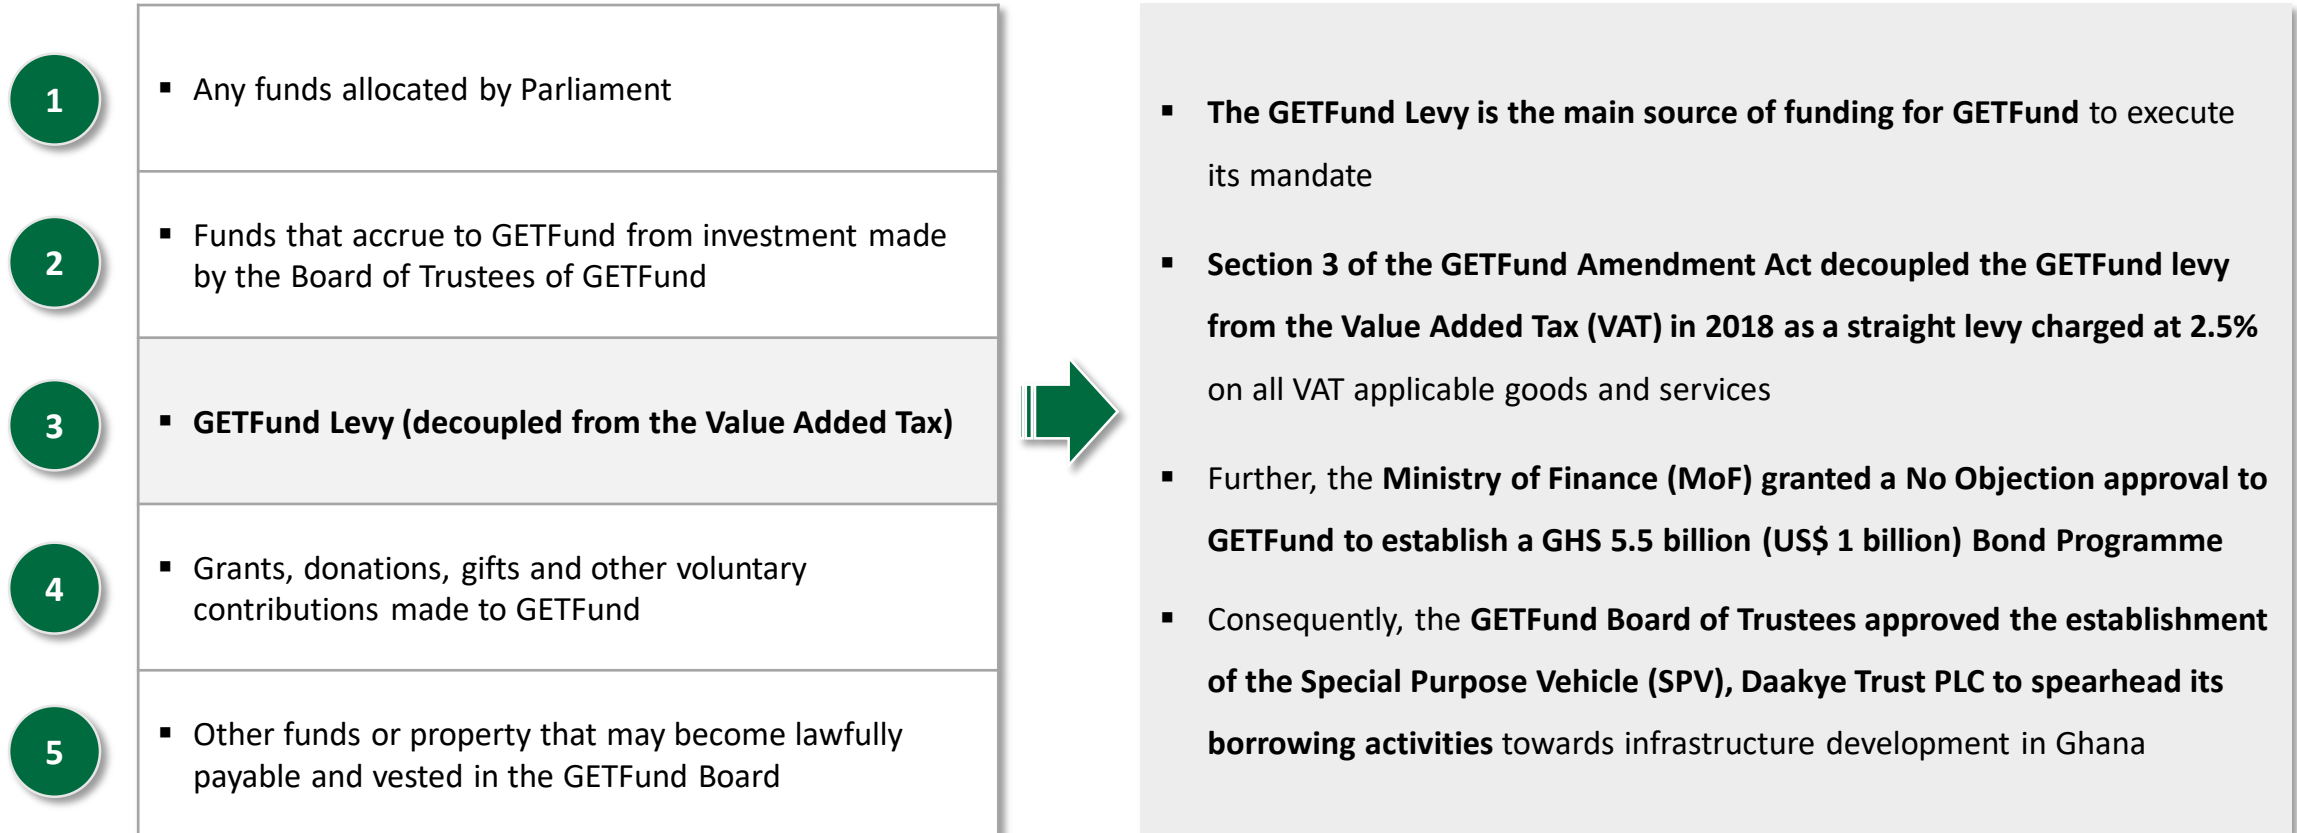 1
▪ Any funds allocated by Parliament
2
▪ Funds that accrue to GETFund from investment made
by the Board of Trustees of GETFund
3
▪ GETFund Levy (decoupled from the Value Added Tax)
4
▪ Grants, donations, gifts and other voluntary
contributions made to GETFund
5
▪ Other funds or property that may become lawfully
payable and vested in the GETFund Board
▪ The GETFund Levy is the main source of funding for GETFund to execute
its mandate
▪ Section 3 of the GETFund Amendment Act decoupled the GETFund levy
from the Value Added Tax (VAT) in 2018 as a straight levy charged at 2.5%
on all VAT applicable goods and services
▪ Further, the Ministry of Finance (MoF) granted a No Objection approval to
GETFund to establish a GHS 5.5 billion (US$ 1 billion) Bond Programme
▪ Consequently, the GETFund Board of Trustees approved the establishment
of the Special Purpose Vehicle (SPV), Daakye Trust PLC to spearhead its
borrowing activities towards infrastructure development in Ghana